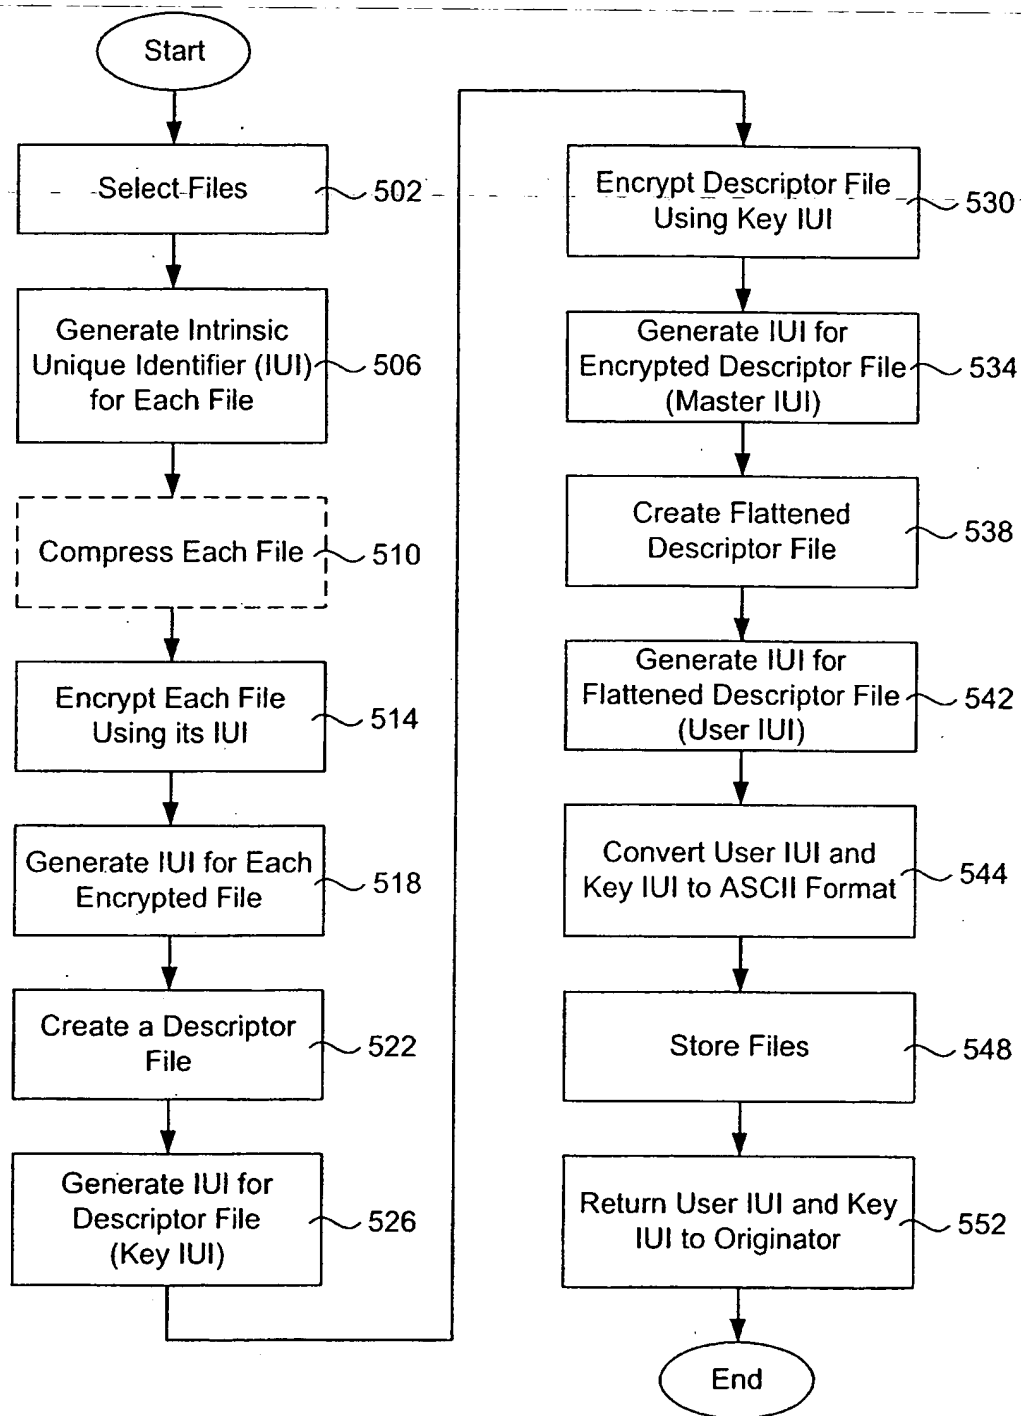 Start
Select Files
502
Generate Intrinsic
Unique Identifier (IUI)
for Each File
506
Compress Each File
510
Encrypt Each File
Using its IUI
514
Generate IUI for Each
Encrypted File
518
Create a Descriptor
File
522
Generate IUI for
Descriptor File
(Key IUI)
526
Encrypt Descriptor File
Using Key IUI
530
Generate IUI for
Encrypted Descriptor File
(Master IUI)
534
Create Flattened
Descriptor File
538
Generate IUI for
Flattened Descriptor File
(User IUI)
542
Convert User IUI and
Key IUI to ASCII Format
544
Store Files
548
Return User IUI and Key
IUI to Originator
552
End